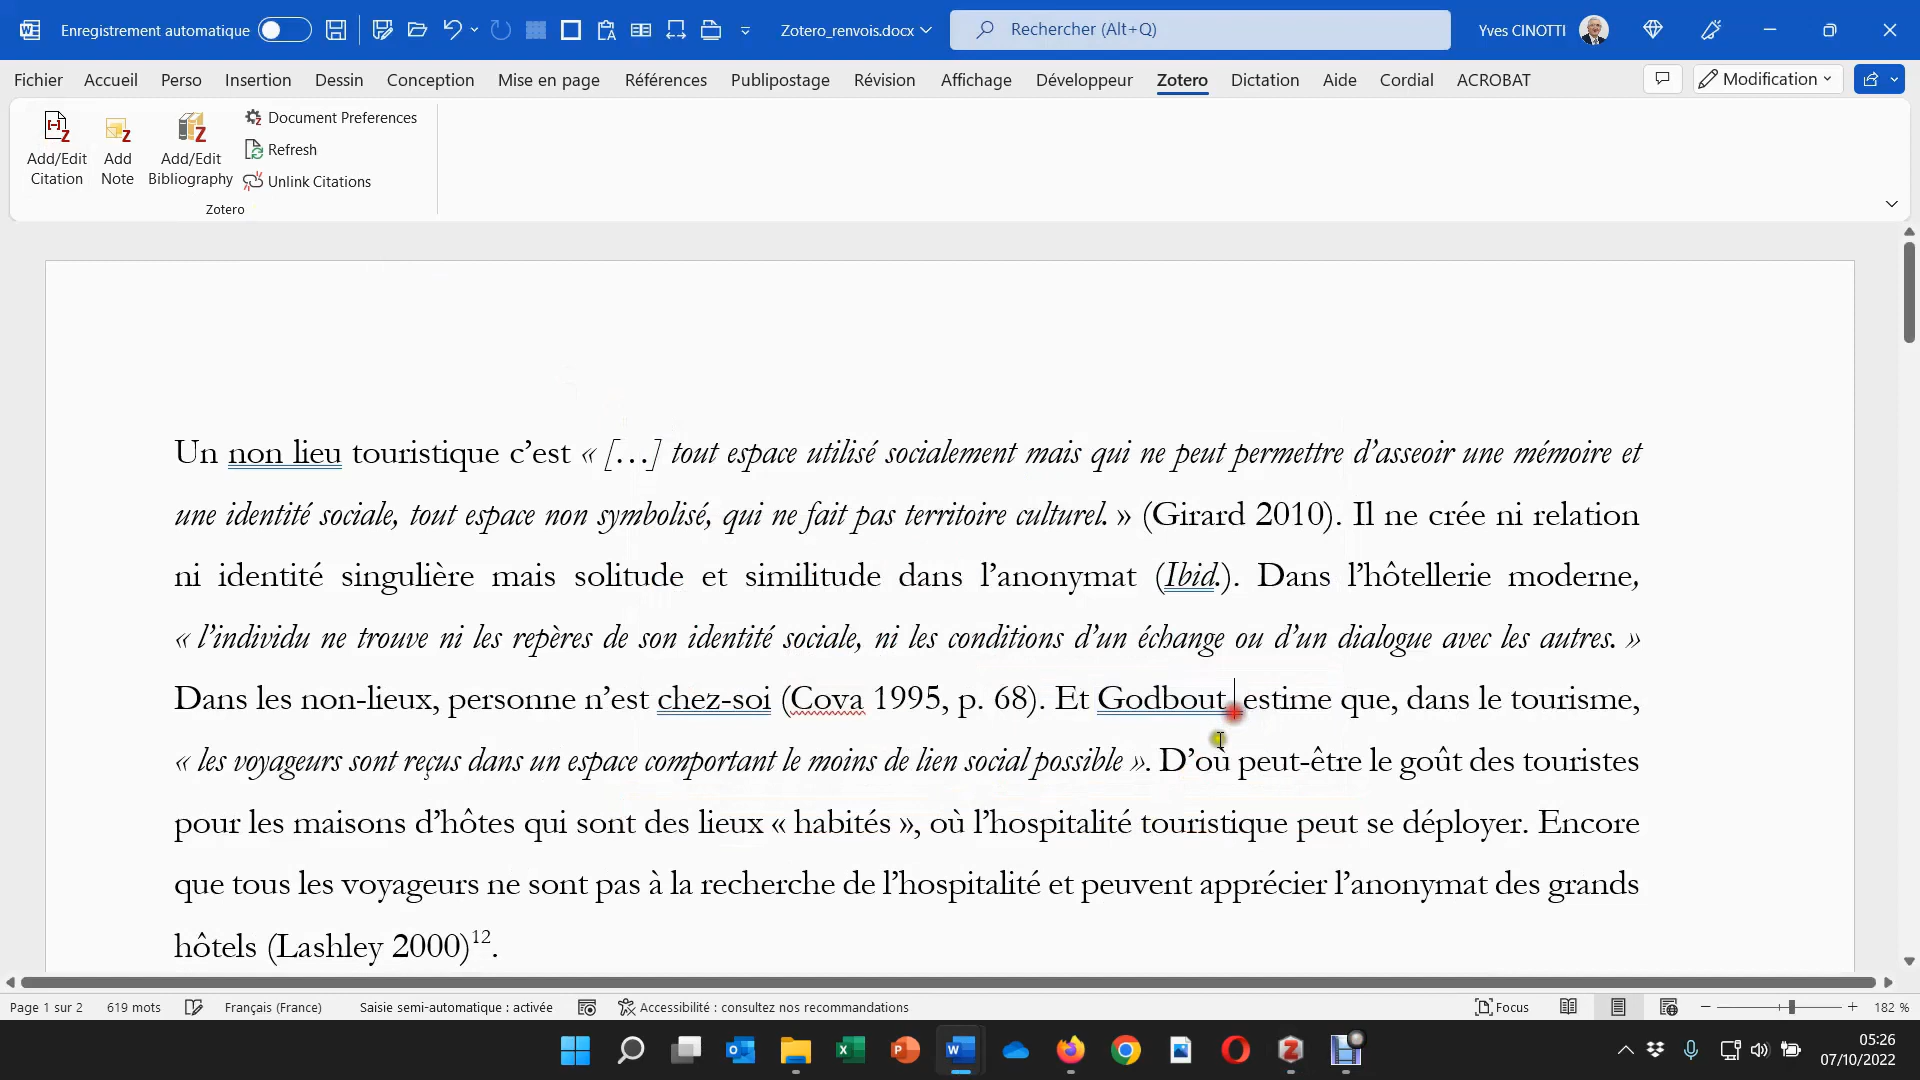 Enregistrement automatique
Zotero_renvois.docx
Rechercher (Alt+Q)
Yves CINOTTI
Fichier Accueil Perso Insertion Dessin Conception Mise en page Références Publipostage Révision Affichage Développeur Zotero Dictation Aide Cordial ACROBAT
Modification
Add/Edit Citation
Add Note
Add/Edit Bibliography
Document Preferences
Refresh
Unlink Citations
Zotero
Un non lieu touristique c’est « […] tout espace utilisé socialement mais qui ne peut permettre d’asseoir une mémoire et
une identité sociale, tout espace non symbolisé, qui ne fait pas territoire culturel. » (Girard 2010). Il ne crée ni relation
ni identité singulière mais solitude et similitude dans l’anonymat (Ibid.). Dans l’hôtellerie moderne,
« l’individu ne trouve ni les repères de son identité sociale, ni les conditions d’un échange ou d’un dialogue avec les autres. »
Dans les non-lieux, personne n’est chez-soi (Cova 1995, p. 68). Et Godbout estime que, dans le tourisme,
« les voyageurs sont reçus dans un espace comportant le moins de lien social possible ». D’où peut-être le goût des touristes
pour les maisons d’hôtes qui sont des lieux « habités », où l’hospitalité touristique peut se déployer. Encore
que tous les voyageurs ne sont pas à la recherche de l’hospitalité et peuvent apprécier l’anonymat des grands
hôtels (Lashley 2000)12.
Page 1 sur 2 619 mots Français (France) Saisie semi-automatique : activée Accessibilité : consultez nos recommandations Focus 182 %
05:26
07/10/2022